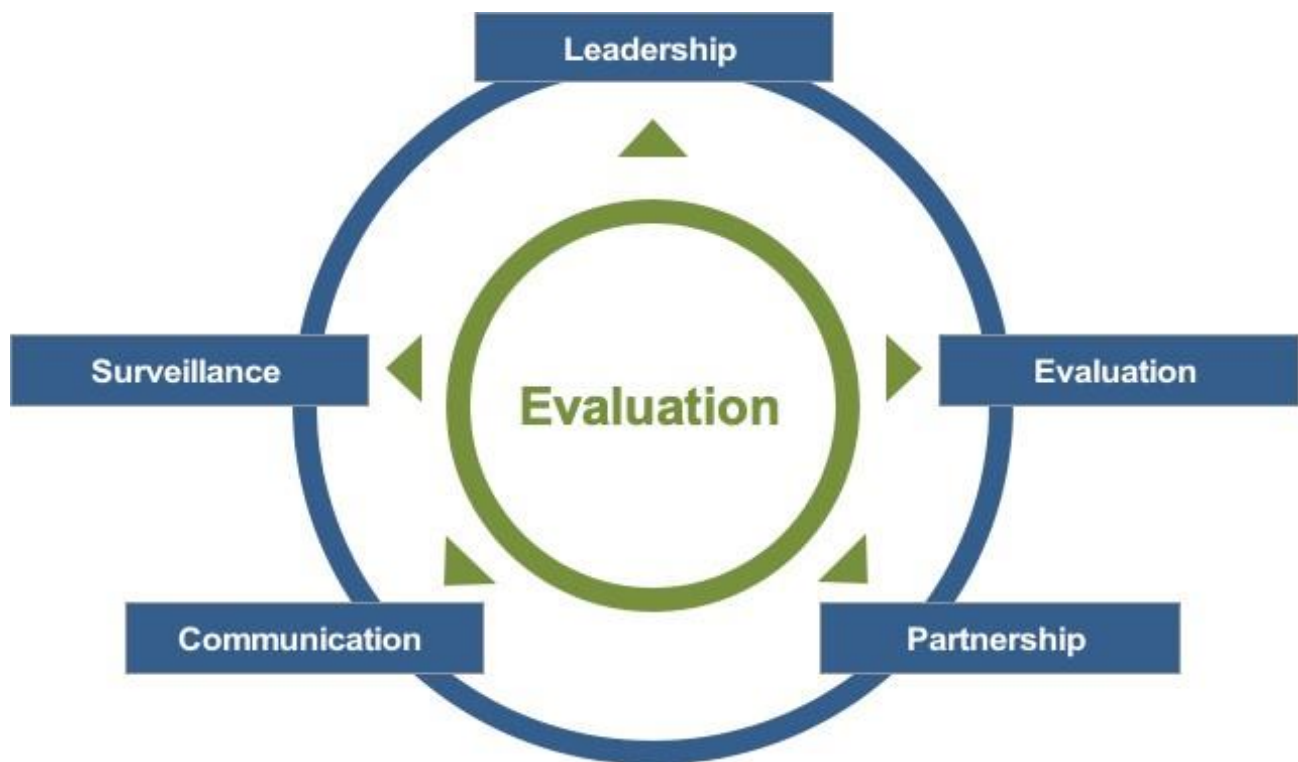 Leadership
Surveillance
Evaluation
Evaluation
Communication
Partnership